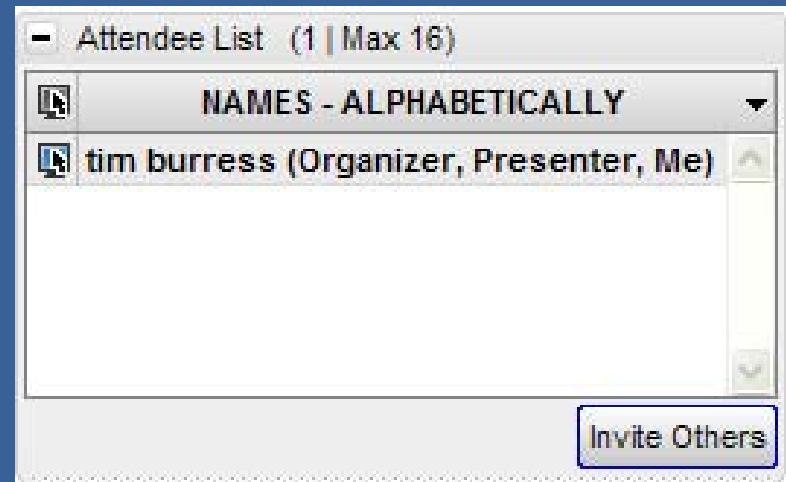 Attendee List (1 | Max 16)
NAMES - ALPHABETICALLY
tim burress (Organizer, Presenter, Me)
Invite Others